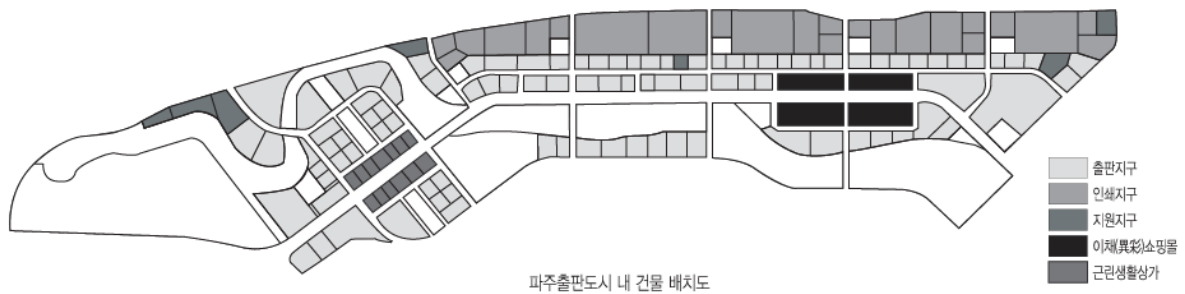 출판지구
인쇄지구
지원지구
이채(異彩)쇼핑몰
근린생활상가
파주출판도시 내 건물 배치도